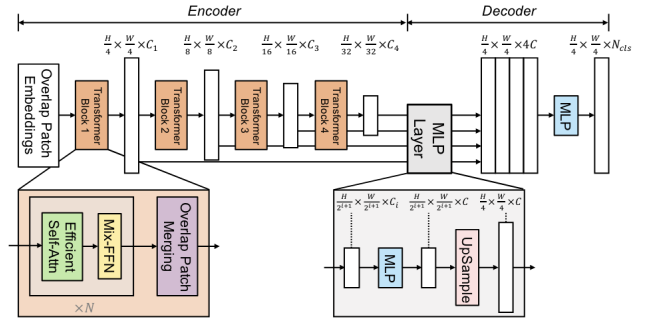 Encoder
Decoder
H/4 × W/4 × C₁
H/8 × W/8 × C₂
H/16 × W/16 × C₃
H/32 × W/32 × C₄
H/4 × W/4 × 4C
H/4 × W/4 × N_cls
Overlap Patch
Embeddings
Transformer
Block 1
Transformer
Block 2
Transformer
Block 3
Transformer
Block 4
MLP
Layer
MLP
Efficient
Self-Attn
Mix-FFN
Overlap Patch
Merging
×N
H/2^{i+1} × W/2^{i+1} × C_i
H/2^{i+1} × W/2^{i+1} × C
H/4 × W/4 × C
MLP
UpSample